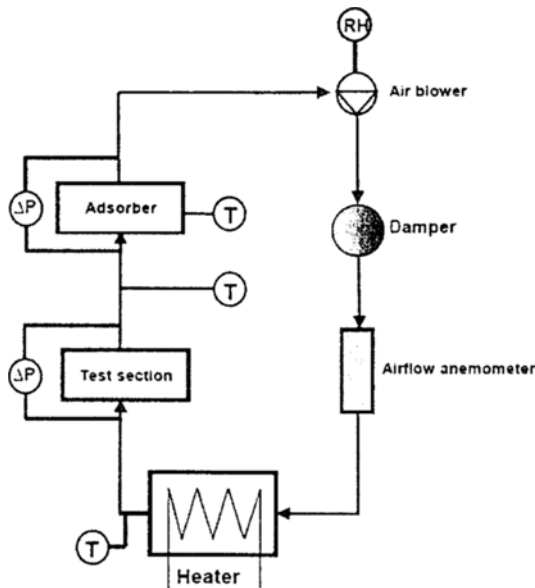 RH
Air blower
ΔP
Adsorber
T
Damper
T
ΔP
Test section
Airflow anemometer
T
Heater